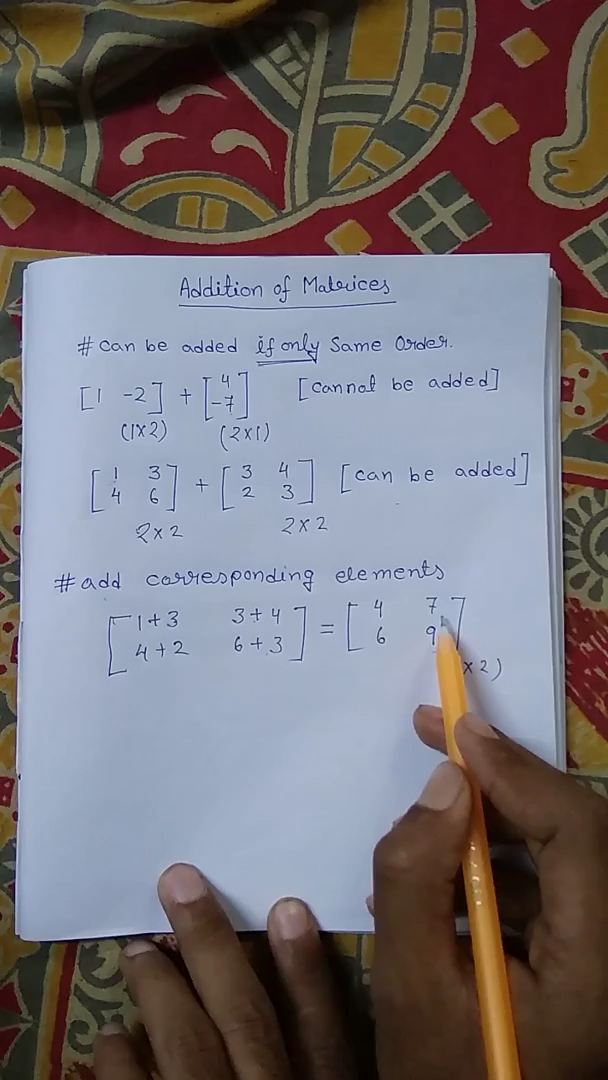 Addition of Matrices
# can be added if only Same Order.
[1 -2] + [4 -7] [cannot be added]
(1x2) (2x1)
[1 3 + [3 4 [can be added]
4 6] 2 3]
2x2 2x2
# add corresponding elements
[1+3 3+4 = [4 7
4+2 6+3] 6 9]
x2)